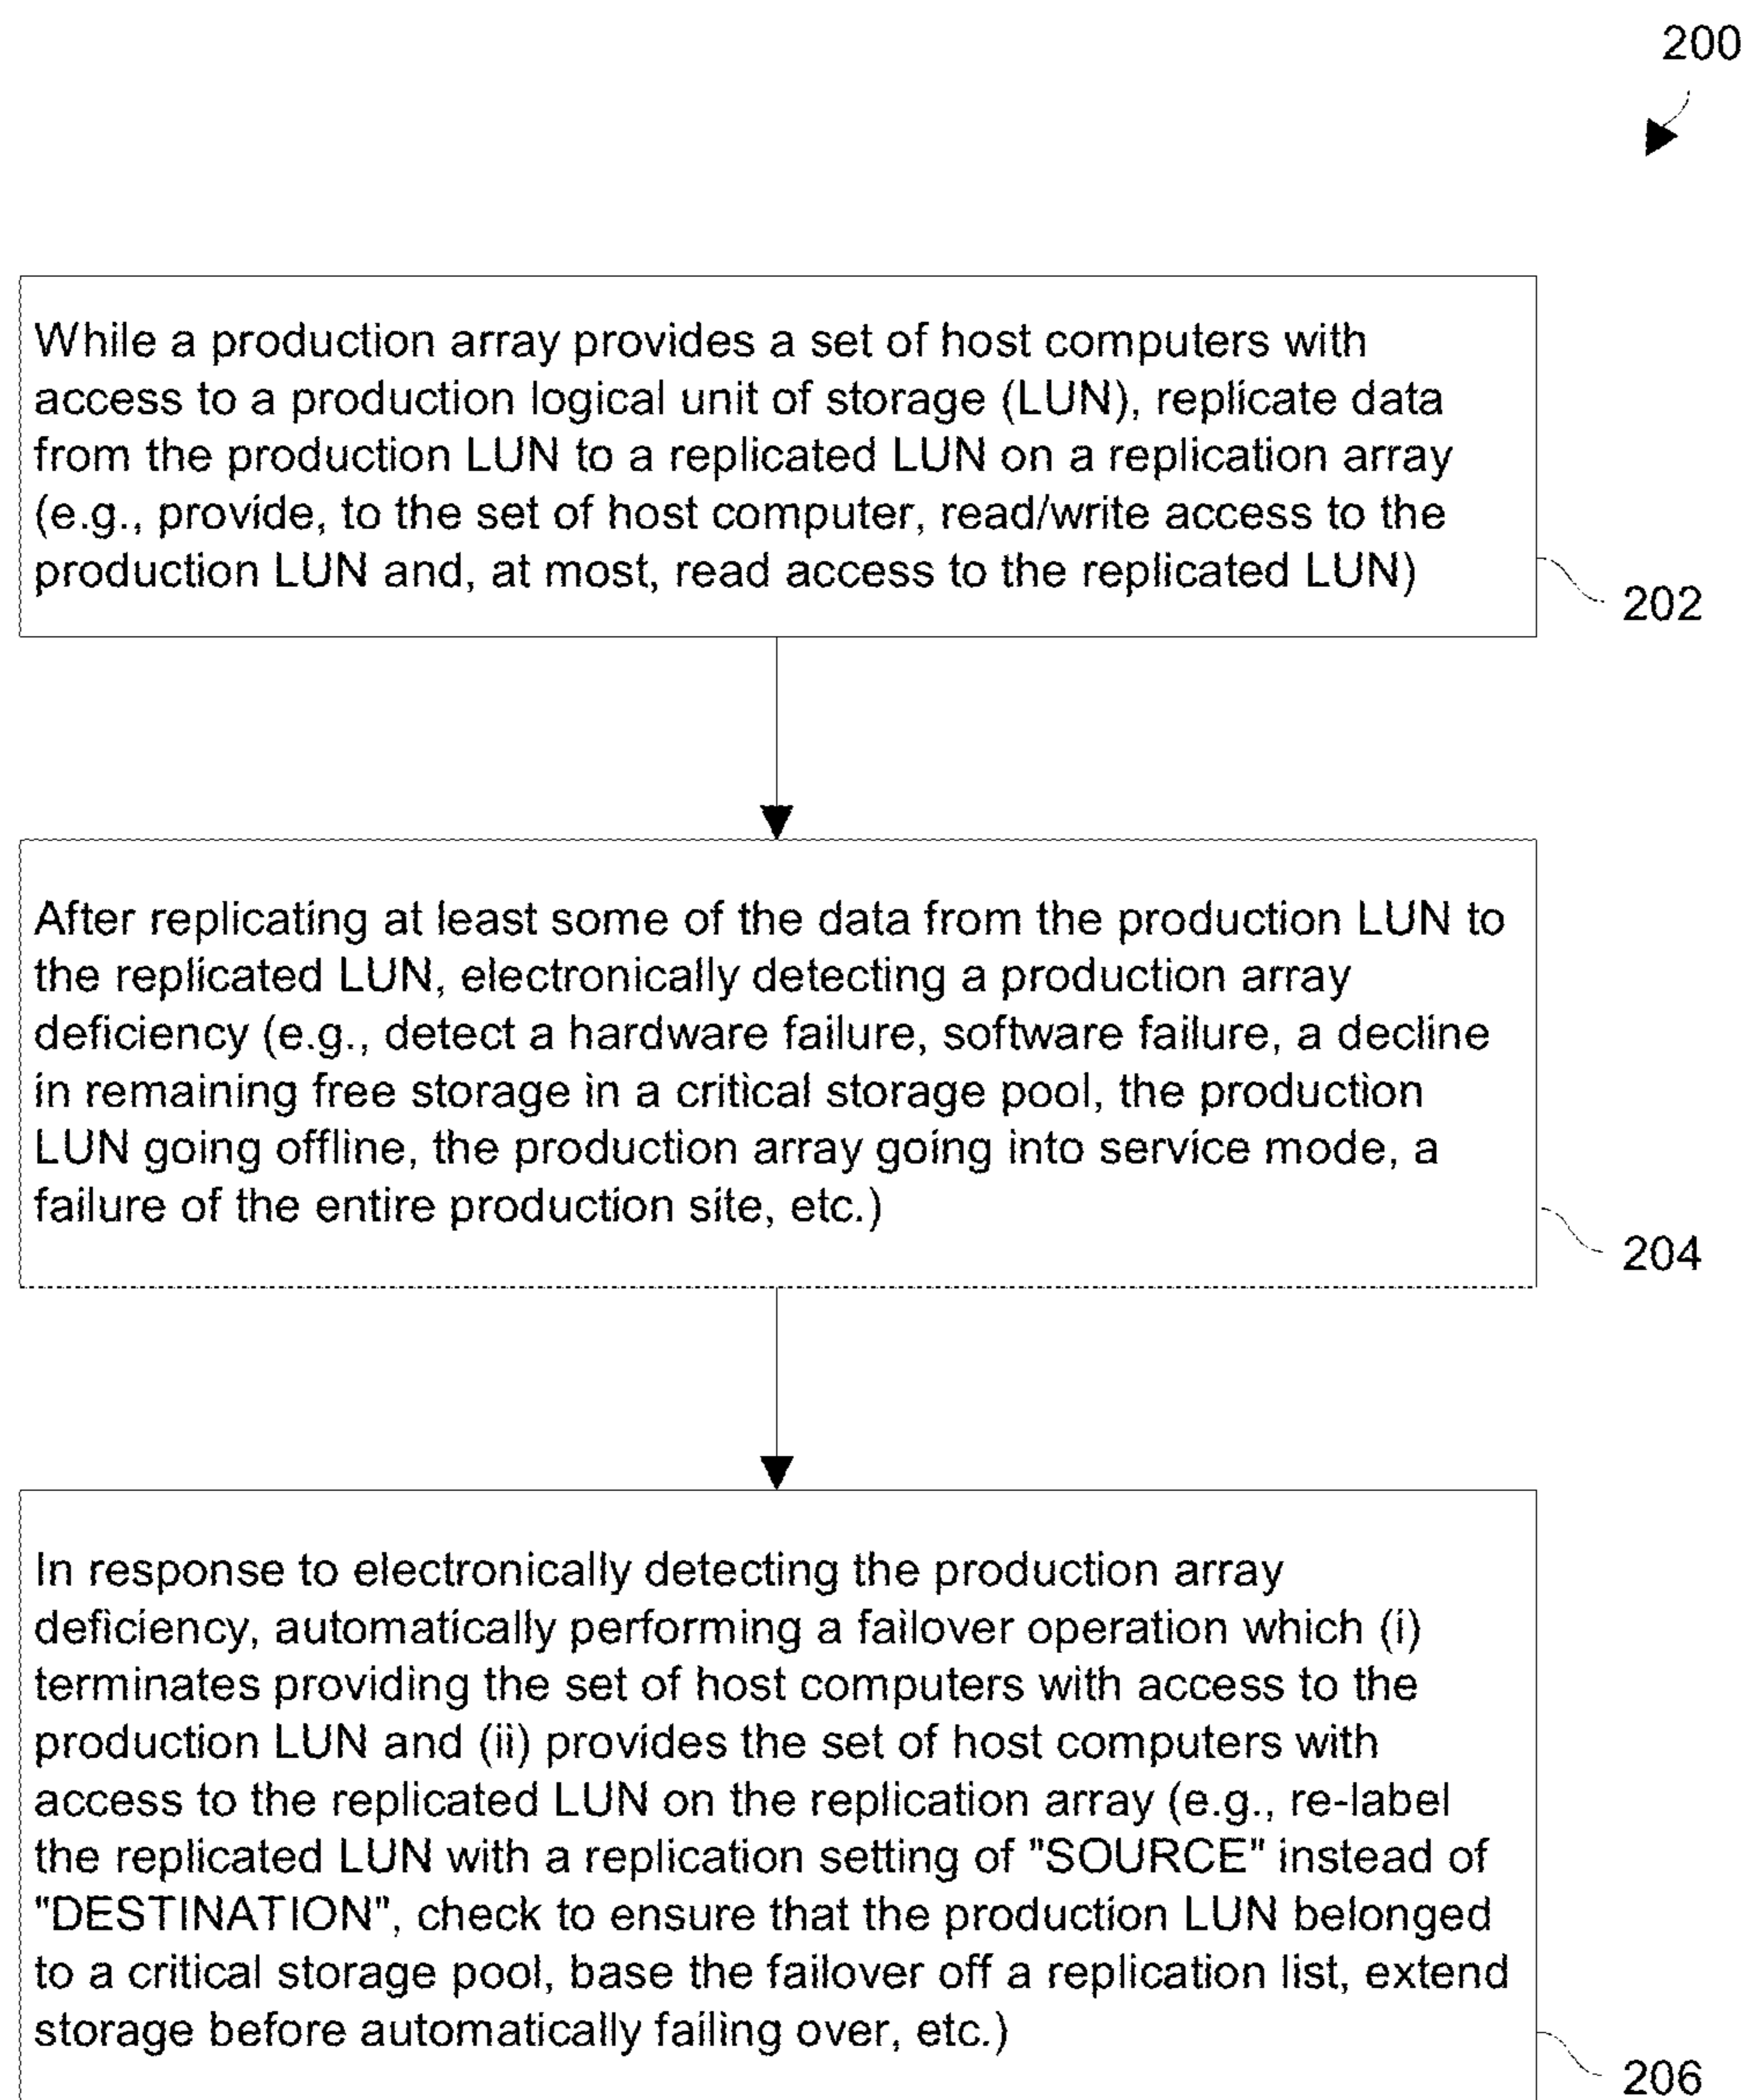 200
While a production array provides a set of host computers with
access to a production logical unit of storage (LUN), replicate data
from the production LUN to a replicated LUN on a replication array
(e.g., provide, to the set of host computer, read/write access to the
production LUN and, at most, read access to the replicated LUN)
202
After replicating at least some of the data from the production LUN to
the replicated LUN, electronically detecting a production array
deficiency (e.g., detect a hardware failure, software failure, a decline
in remaining free storage in a critical storage pool, the production
LUN going offline, the production array going into service mode, a
failure of the entire production site, etc.)
204
In response to electronically detecting the production array
deficiency, automatically performing a failover operation which (i)
terminates providing the set of host computers with access to the
production LUN and (ii) provides the set of host computers with
access to the replicated LUN on the replication array (e.g., re-label
the replicated LUN with a replication setting of "SOURCE" instead of
"DESTINATION", check to ensure that the production LUN belonged
to a critical storage pool, base the failover off a replication list, extend
storage before automatically failing over, etc.)
206